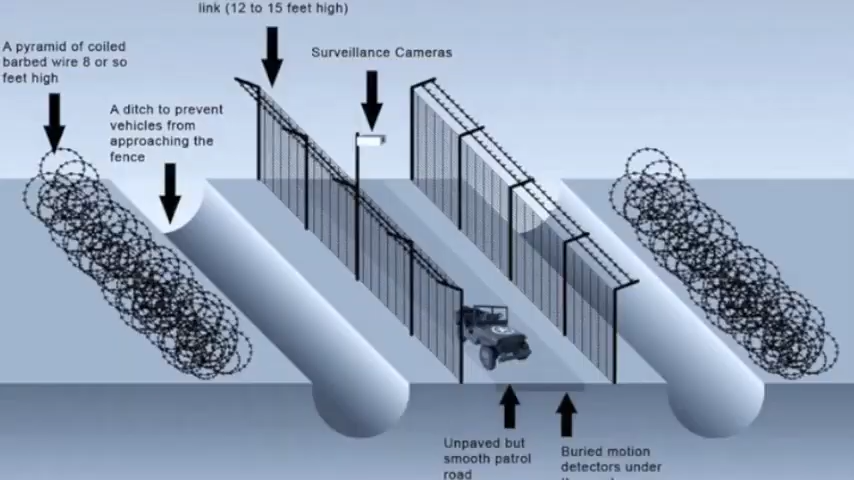 link (12 to 15 feet high)
A pyramid of coiled
barbed wire 8 or so
feet high
Surveillance Cameras
A ditch to prevent
vehicles from
approaching the
fence
Unpaved but
smooth patrol
road
Buried motion
detectors under